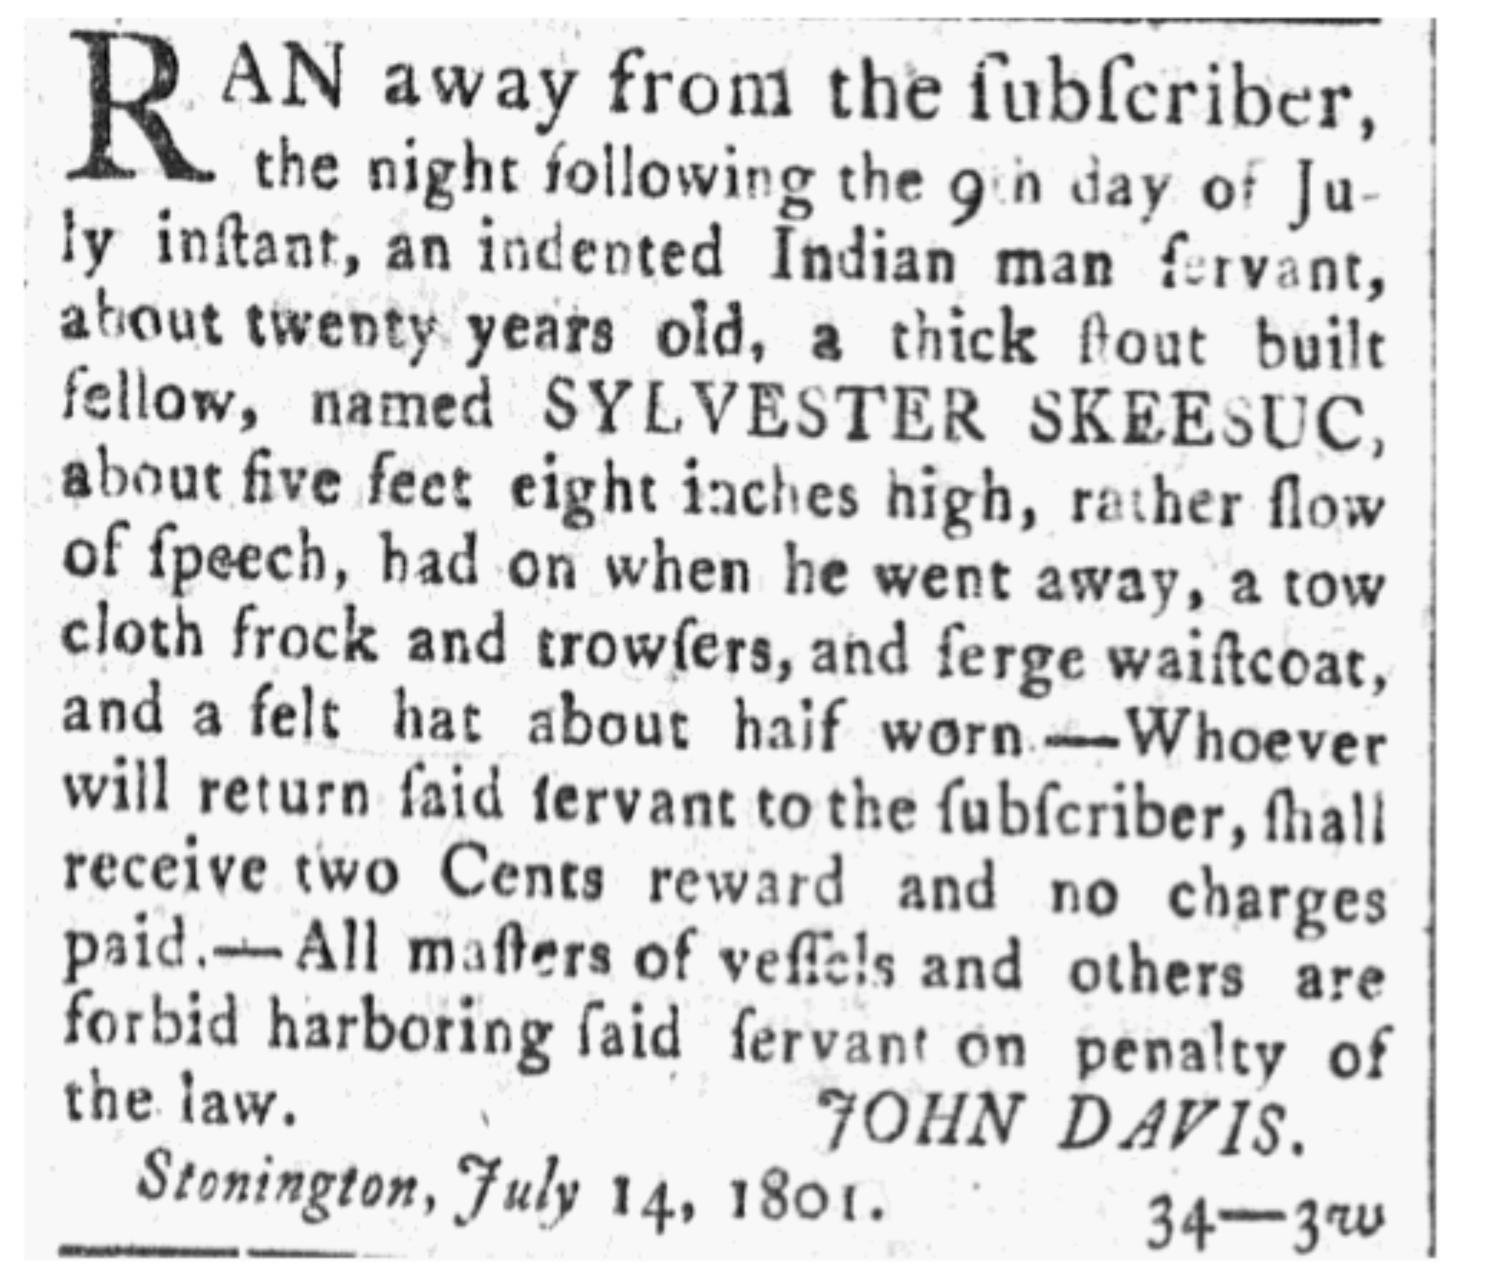 RAN away from the ſubſcriber,
the night following the 9th day of Ju-
ly inſtant, an indented Indian man ſervant,
about twenty years old, a thick ſtout built
fellow, named SYLVESTER SKEESUC,
about five feet eight inches high, rather ſlow
of ſpeech, had on when he went away, a tow
cloth frock and trowſers, and ſerge waiſtcoat,
and a felt hat about half worn.—Whoever
will return ſaid ſervant to the ſubſcriber, ſhall
receive two Cents reward and no charges
paid.—All maſters of veſſels and others are
forbid harboring ſaid ſervant on penalty of
the law. JOHN DAVIS.
Stonington, July 14, 1801. 34—3w